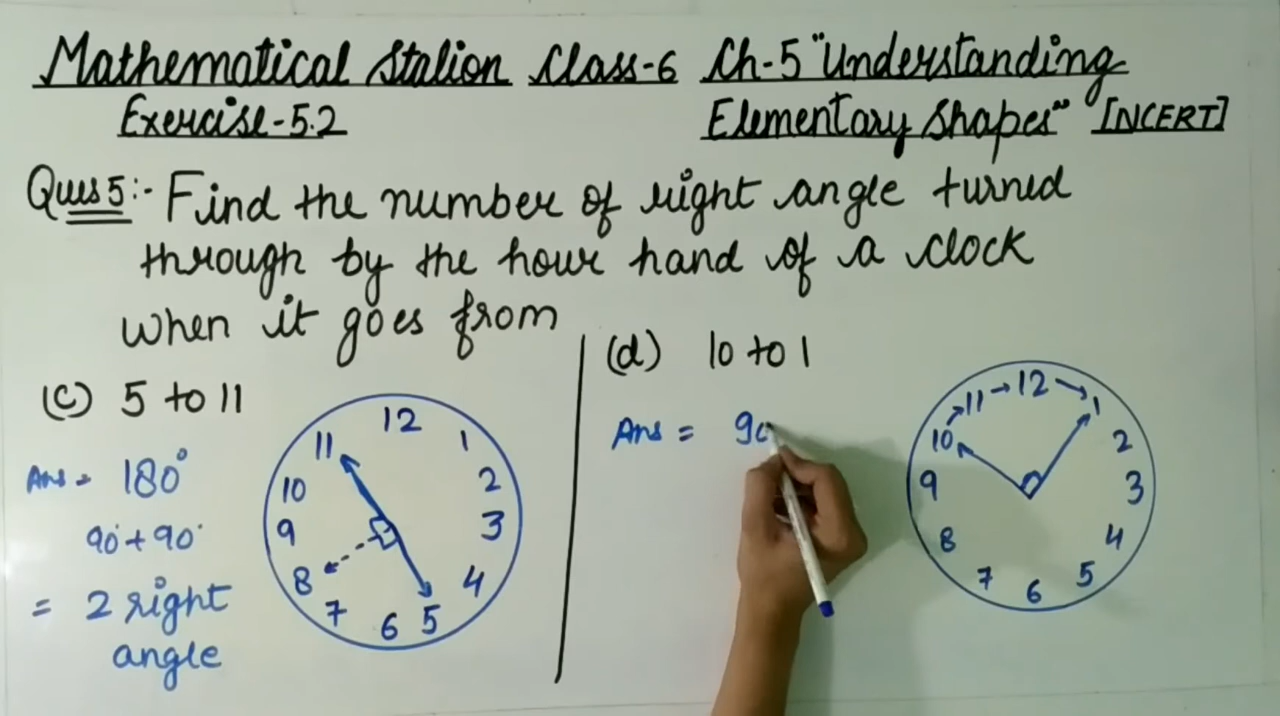 Mathematical Stalion Class-6 Ch-5 "Understanding
Exercise-5.2 Elementary Shapes" [NCERT]
Ques 5:- Find the number of right angle turned
through by the hour hand of a clock
when it goes from
(c) 5 to 11
Ans = 180°
90°+90°
= 2 right
angle
12
1
2
3
4
5
6
7
8
9
10
11
(d) 10 to 1
Ans = 90
12
1
2
3
4
5
6
7
8
9
10
11